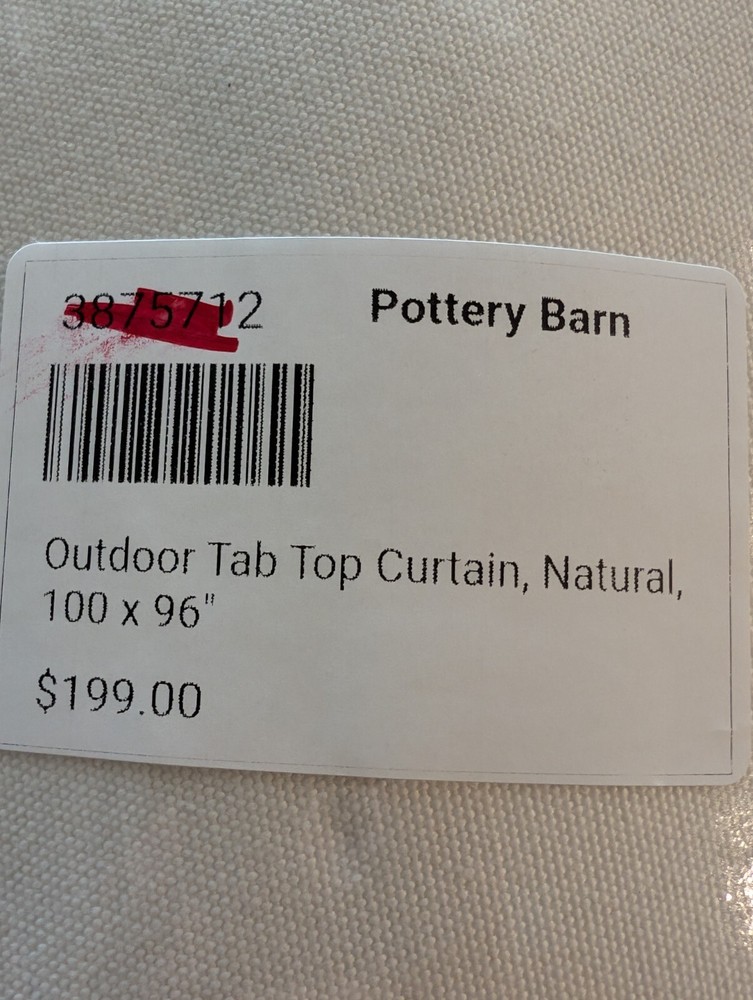 3875712
Pottery Barn
Outdoor Tab Top Curtain, Natural,
100 x 96"
$199.00